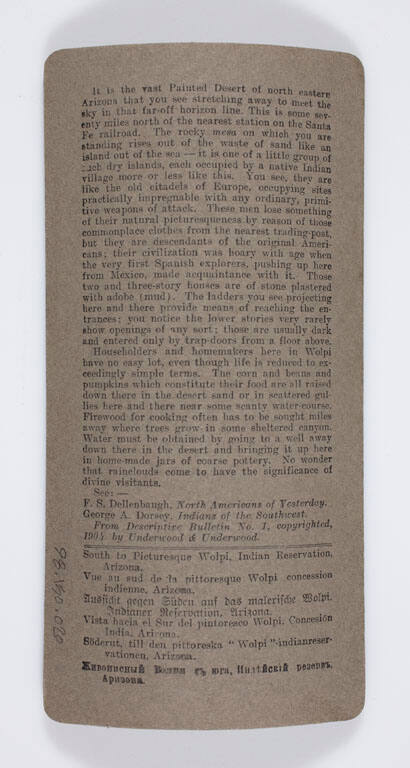 It is the vast Painted Desert of north eastern
Arizona that you see stretching away to meet the
sky in that far-off horizon line. This is some sev-
enty miles north of the nearest station on the Santa
Fe railroad. The rocky mesa on which you are
standing rises out of the waste of sand like an
island out of the sea — it is one of a little group of
such dry islands, each occupied by a native Indian
village more or less like this. You see, they are
like the old citadels of Europe, occupying sites
practically impregnable with any ordinary, primi-
tive weapons of attack. These men lose something
of their natural picturesqueness by reason of those
commonplace clothes from the nearest trading-post,
but they are descendants of the original Ameri-
cans; their civilization was hoary with age when
the very first Spanish explorers, pushing up here
from Mexico, made acquaintance with it. Those
two and three-story houses are of stone plastered
with adobe (mud). The ladders you see projecting
here and there provide means of reaching the en-
trances; you notice the lower stories very rarely
show openings of any sort; those are usually dark
and entered only by trap-doors from a floor above.
Householders and homemakers here in Wolpi
have no easy lot, even though life is reduced to ex-
ceedingly simple terms. The corn and beans and
pumpkins which constitute their food are all raised
down there in the desert sand or in scattered gul-
lies here and there near some scanty water-course.
Firewood for cooking often has to be sought miles
away where trees grow in some sheltered canyon.
Water must be obtained by going to a well away
down there in the desert and bringing it up here
in home-made jars of coarse pottery. No wonder
that rainclouds come to have the significance of
divine visitants.
See: —
F. S. Dellenbaugh, North Americans of Yesterday.
George A. Dorsey, Indians of the Southwest.
From Descriptive Bulletin No. 1, copyrighted,
1904 by Underwood & Underwood.
South to Picturesque Wolpi, Indian Reservation,
Arizona.
Vue au sud de la pittoresque Wolpi concession
indienne, Arizona.
Aussicht gegen Süden auf das malerische Wolpi.
Indianer Reservation, Arizona.
Vista hacia el Sur del pintoresco Wolpi, Concesión
India, Arizona.
Söderut, till den pittoreska "Wolpi"-indianreser-
vationen, Arizona.
Живописный Волпи съ юга, Индѣйскій резервъ,
Аризона.